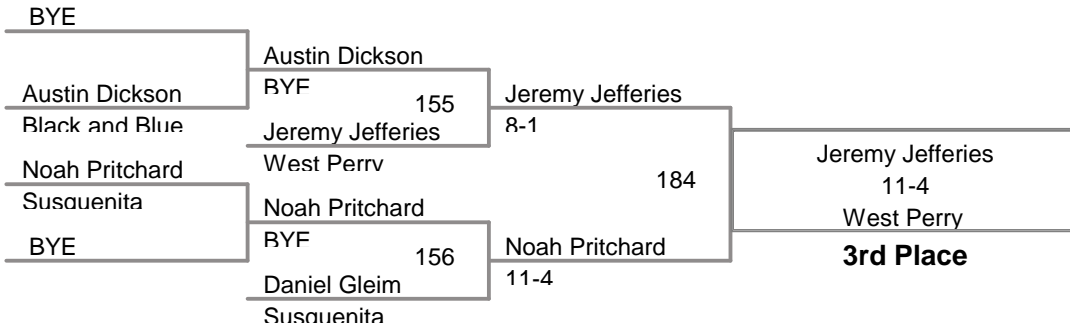 BYE
Austin Dickson
Black and Blue
Noah Pritchard
Susquenita
BYE
Austin Dickson
BYE
155
Jeremy Jefferies
West Perry
Noah Pritchard
BYE
156
Daniel Gleim
Susquenita
Jeremy Jefferies
8-1
184
Noah Pritchard
11-4
Jeremy Jefferies
11-4
West Perry
3rd Place